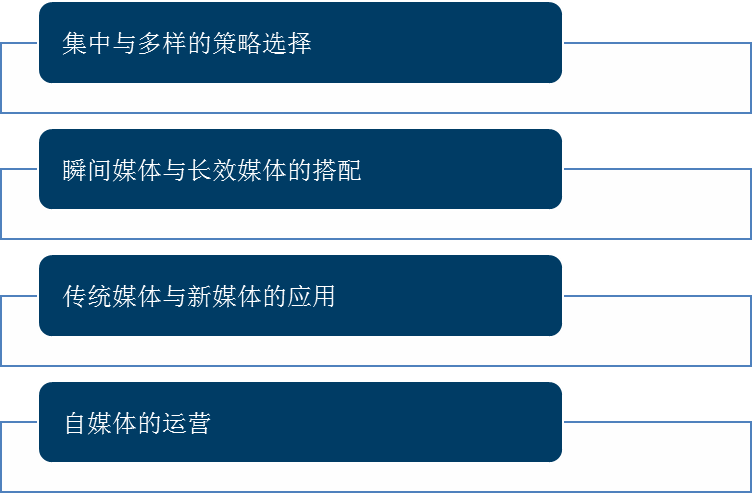 集中与多样的策略选择
瞬间媒体与长效媒体的搭配
传统媒体与新媒体的应用
自媒体的运营